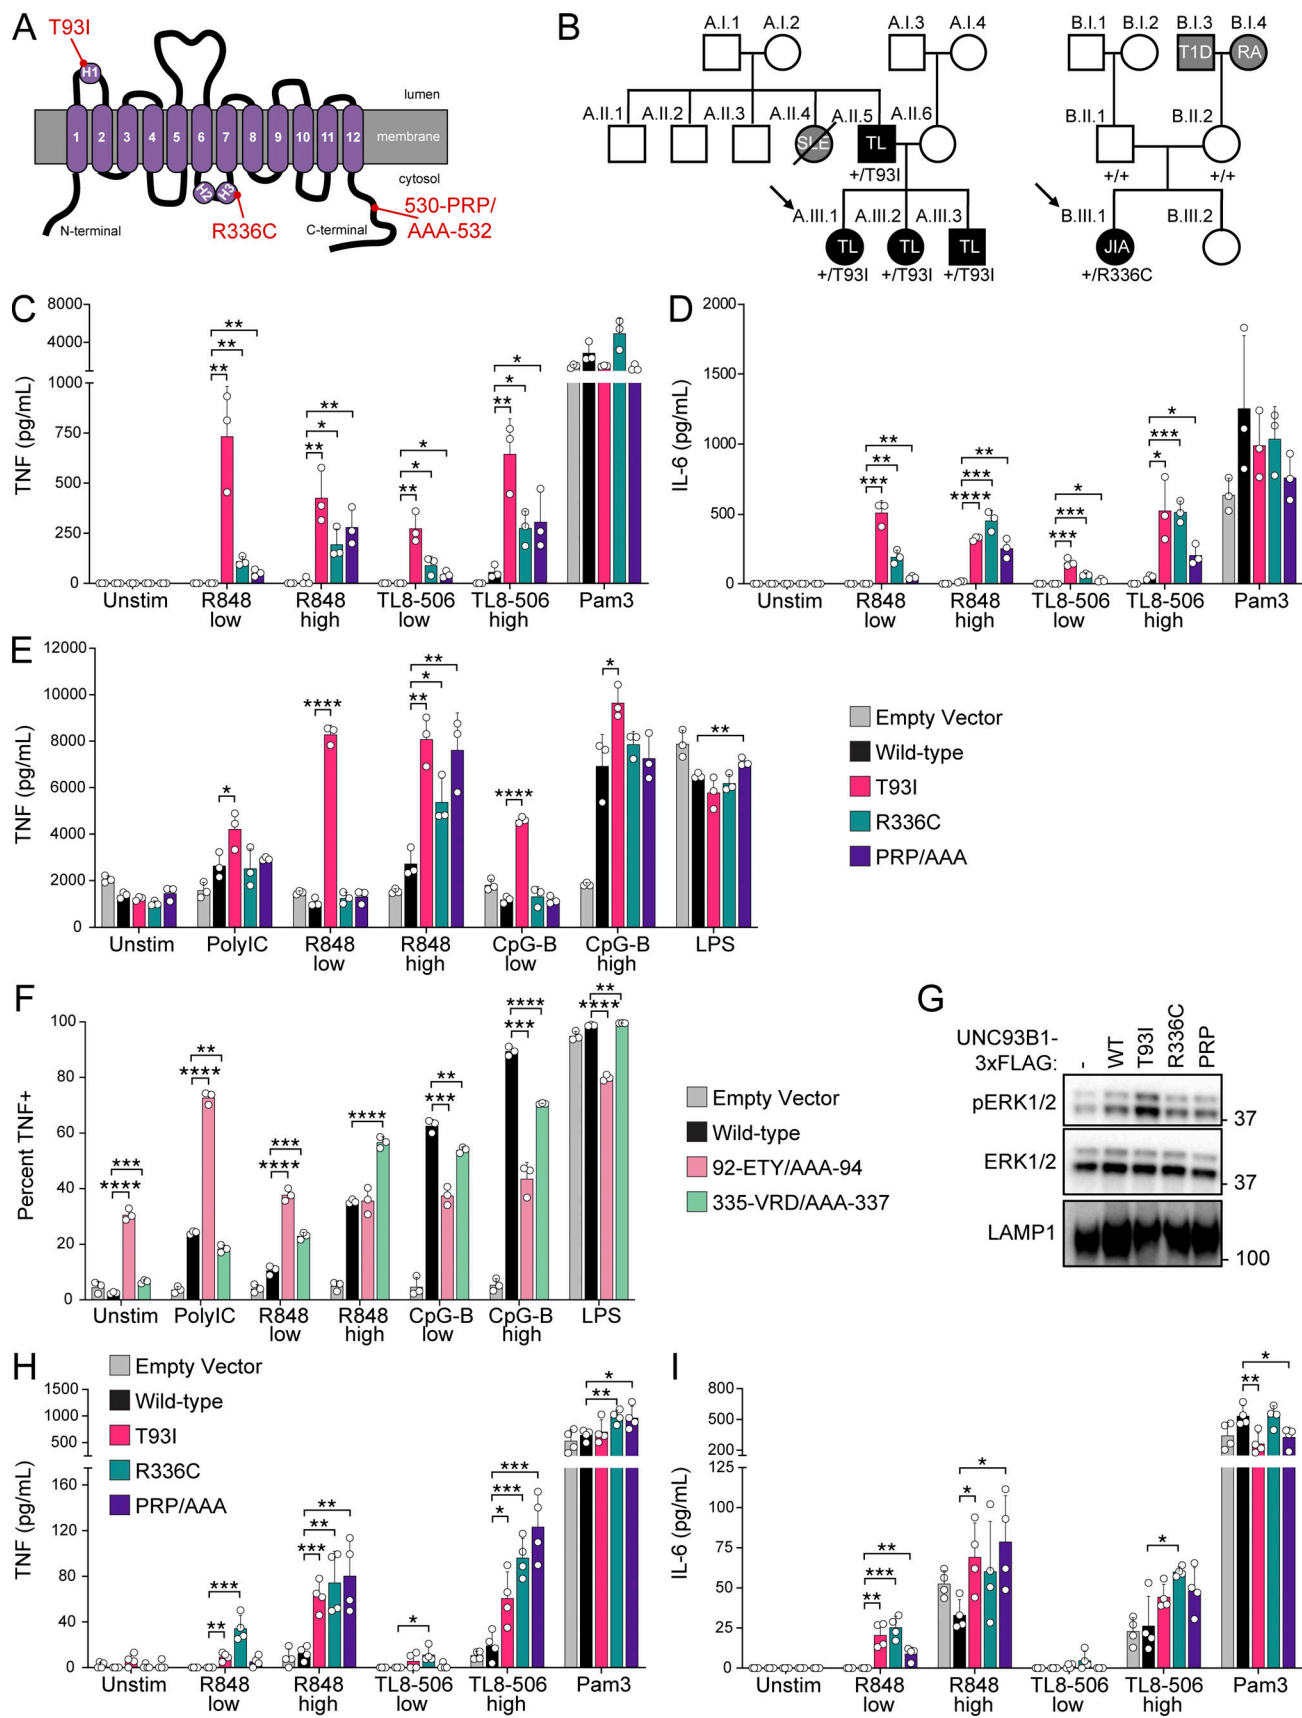 A
T93I
H1
lumen
1 2 3 4 5 6 7 8 9 10 11 12
membrane
H2 H3
cytosol
N-terminal
R336C
C-terminal
530-PRP/
AAA-532
B
A.I.1 A.I.2 A.I.3 A.I.4
B.I.1 B.I.2 B.I.3 B.I.4
T1D RA
A.II.1 A.II.2 A.II.3 A.II.4 A.II.5 A.II.6
SLE TL
+/T93I
B.II.1 B.II.2
+/+ +/+
A.III.1 A.III.2 A.III.3
TL TL TL
+/T93I +/T93I +/T93I
B.III.1 B.III.2
JIA
+/R336C
C
TNF (pg/mL)
8000
4000
1000
750
500
250
0
** ** **
** * **
** * *
** * *
Unstim R848 low R848 high TL8-506 low TL8-506 high Pam3
D
IL-6 (pg/mL)
2000
1500
1000
500
0
*** ** **
**** *** **
*** *** *
* *** *
Unstim R848 low R848 high TL8-506 low TL8-506 high Pam3
E
TNF (pg/mL)
12000
10000
8000
6000
4000
2000
0
*
****
** * **
****
*
**
Unstim PolyIC R848 low R848 high CpG-B low CpG-B high LPS
Empty Vector
Wild-type
T93I
R336C
PRP/AAA
F
Percent TNF+
100
80
60
40
20
0
**** ***
**** **
**** ***
****
*** **
*** ****
**** **
Unstim PolyIC R848 low R848 high CpG-B low CpG-B high LPS
Empty Vector
Wild-type
92-ETY/AAA-94
335-VRD/AAA-337
G
UNC93B1-
3xFLAG:
- WT T93I R336C PRP
pERK1/2
37
ERK1/2
37
LAMP1
100
H
Empty Vector
Wild-type
T93I
R336C
PRP/AAA
TNF (pg/mL)
1500
1000
500
160
120
80
40
0
** ***
*** ** **
*
* *** ***
** *
Unstim R848 low R848 high TL8-506 low TL8-506 high Pam3
I
IL-6 (pg/mL)
800
500
200
125
100
75
50
25
0
** *** **
* *
*
** *
Unstim R848 low R848 high TL8-506 low TL8-506 high Pam3